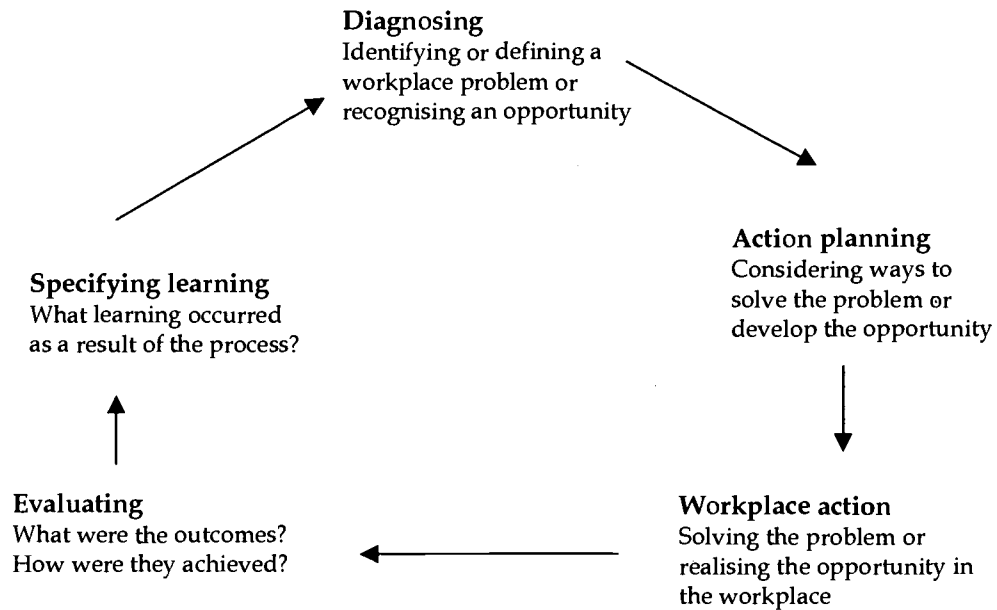 Diagnosing
Identifying or defining a
workplace problem or
recognising an opportunity
Action planning
Considering ways to
solve the problem or
develop the opportunity
Workplace action
Solving the problem or
realising the opportunity in
the workplace
Evaluating
What were the outcomes?
How were they achieved?
Specifying learning
What learning occurred
as a result of the process?